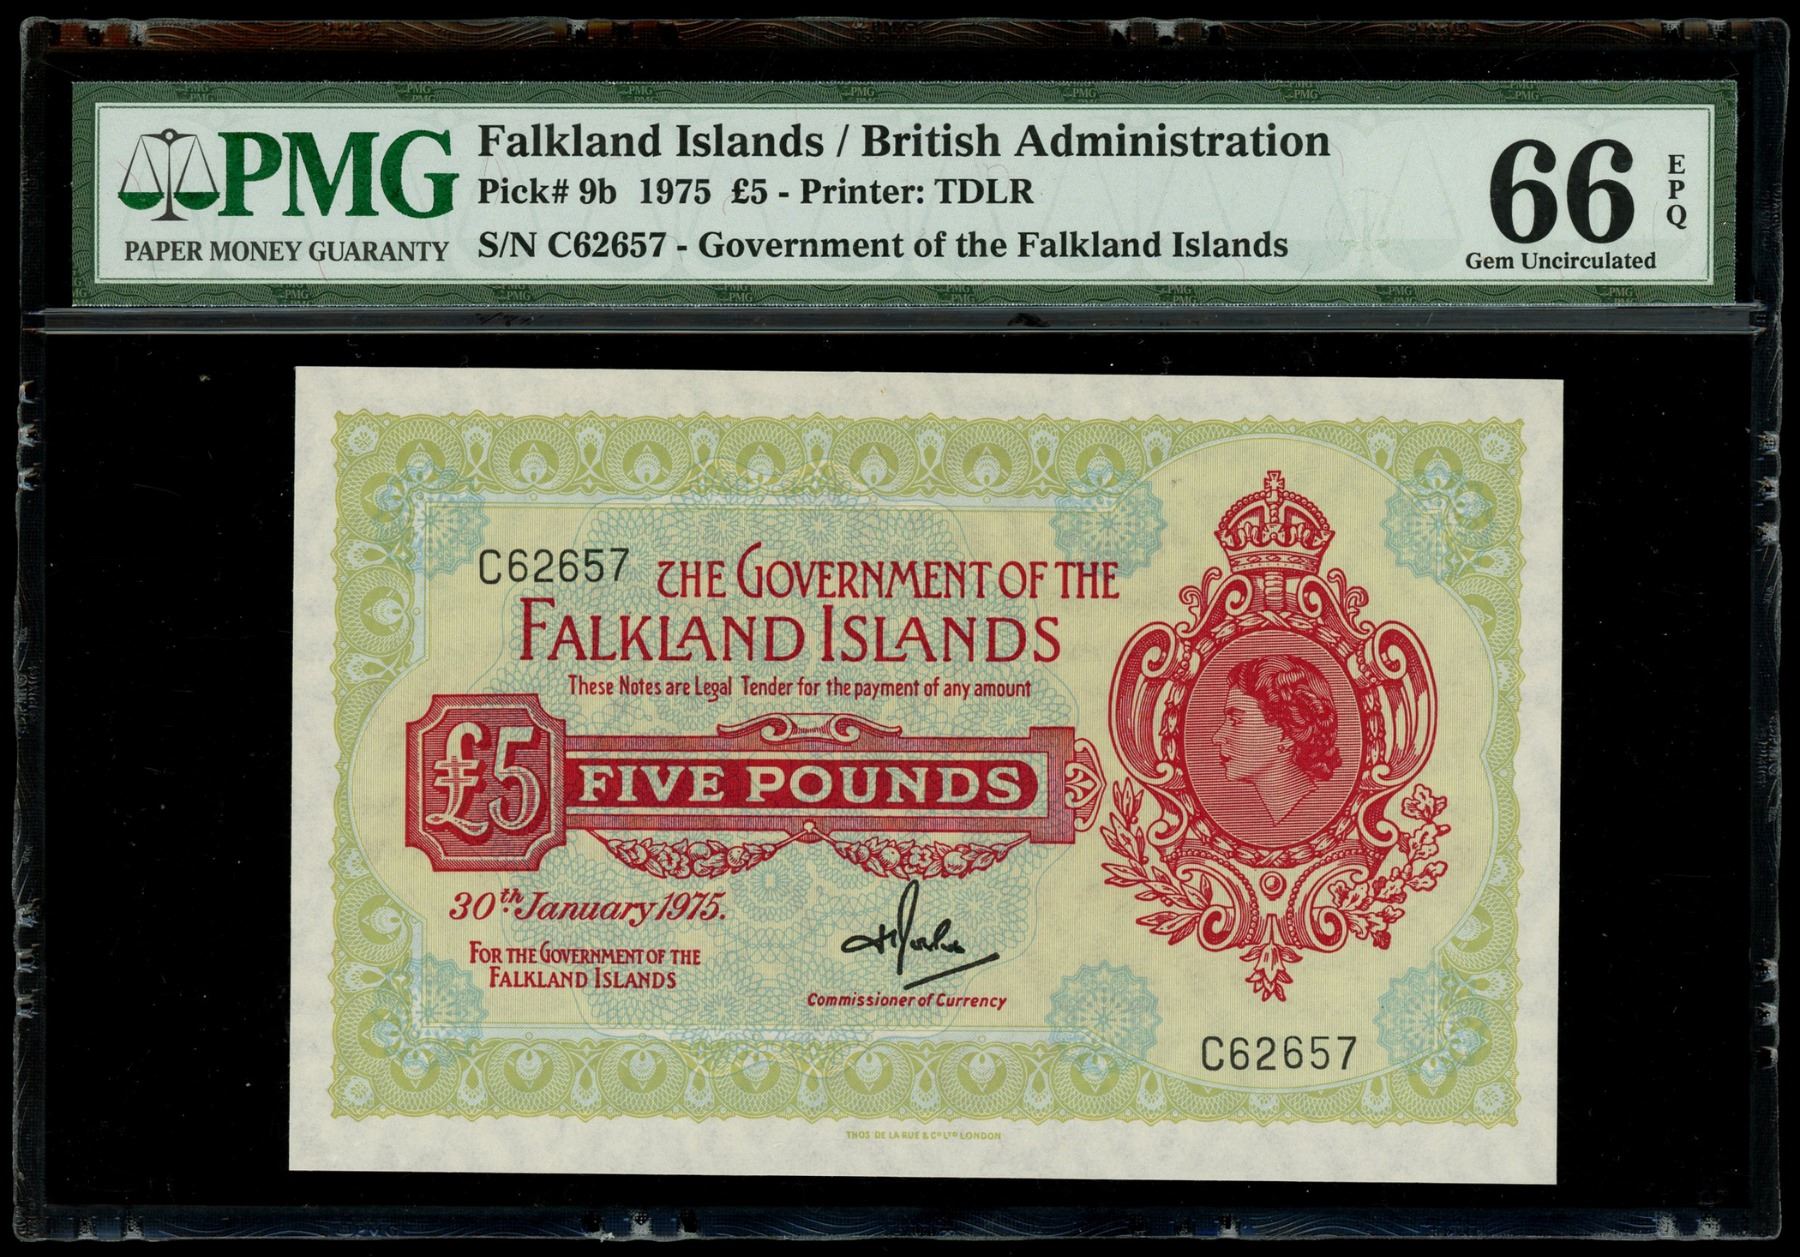 PMG
PAPER MONEY GUARANTY
Falkland Islands / British Administration
Pick# 9b 1975 £5 - Printer: TDLR
S/N C62657 - Government of the Falkland Islands
66 EPQ
Gem Uncirculated
C62657
THE GOVERNMENT OF THE
FALKLAND ISLANDS
These Notes are Legal Tender for the payment of any amount
£5 FIVE POUNDS
30th January 1975.
FOR THE GOVERNMENT OF THE
FALKLAND ISLANDS
Commissioner of Currency
C62657
THOS DE LA RUE & Co LTD LONDON